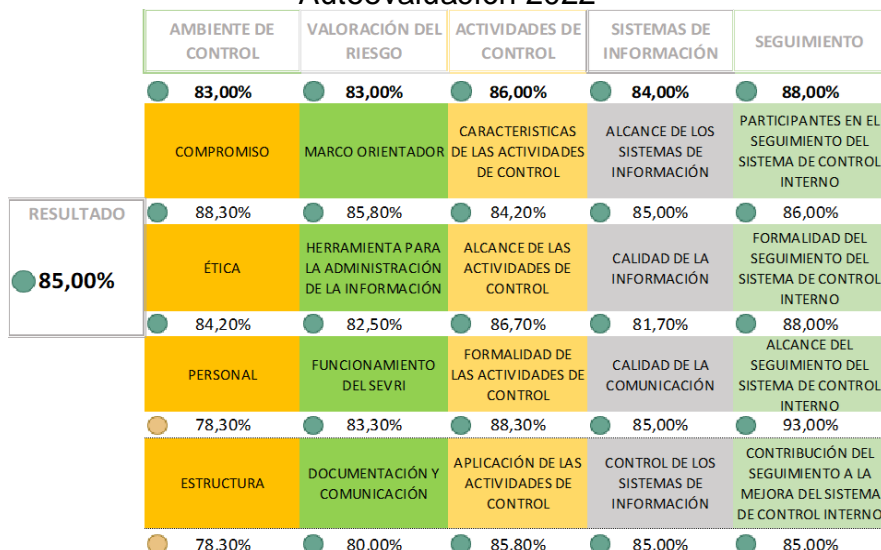 Autoevaluación 2022
AMBIENTE DE
CONTROL
VALORACIÓN DEL
RIESGO
ACTIVIDADES DE
CONTROL
SISTEMAS DE
INFORMACIÓN
SEGUIMIENTO
83,00%
83,00%
86,00%
84,00%
88,00%
COMPROMISO
MARCO ORIENTADOR
CARACTERISTICAS
DE LAS ACTIVIDADES
DE CONTROL
ALCANCE DE LOS
SISTEMAS DE
INFORMACIÓN
PARTICIPANTES EN EL
SEGUIMIENTO DEL
SISTEMA DE CONTROL
INTERNO
RESULTADO
85,00%
88,30%
85,80%
84,20%
85,00%
86,00%
ÉTICA
HERRAMIENTA PARA
LA ADMINISTRACIÓN
DE LA INFORMACIÓN
ALCANCE DE LAS
ACTIVIDADES DE
CONTROL
CALIDAD DE LA
INFORMACIÓN
FORMALIDAD DEL
SEGUIMIENTO DEL
SISTEMA DE CONTROL
INTERNO
84,20%
82,50%
86,70%
81,70%
88,00%
PERSONAL
FUNCIONAMIENTO
DEL SEVRI
FORMALIDAD DE
LAS ACTIVIDADES DE
CONTROL
CALIDAD DE LA
COMUNICACIÓN
ALCANCE DEL
SEGUIMIENTO DEL
SISTEMA DE CONTROL
INTERNO
78,30%
83,30%
88,30%
85,00%
93,00%
ESTRUCTURA
DOCUMENTACIÓN Y
COMUNICACIÓN
APLICACIÓN DE LAS
ACTIVIDADES DE
CONTROL
CONTROL DE LOS
SISTEMAS DE
INFORMACIÓN
CONTRIBUCIÓN DEL
SEGUIMIENTO A LA
MEJORA DEL SISTEMA
DE CONTROL INTERNO
78,30%
80,00%
85,80%
85,00%
85,00%